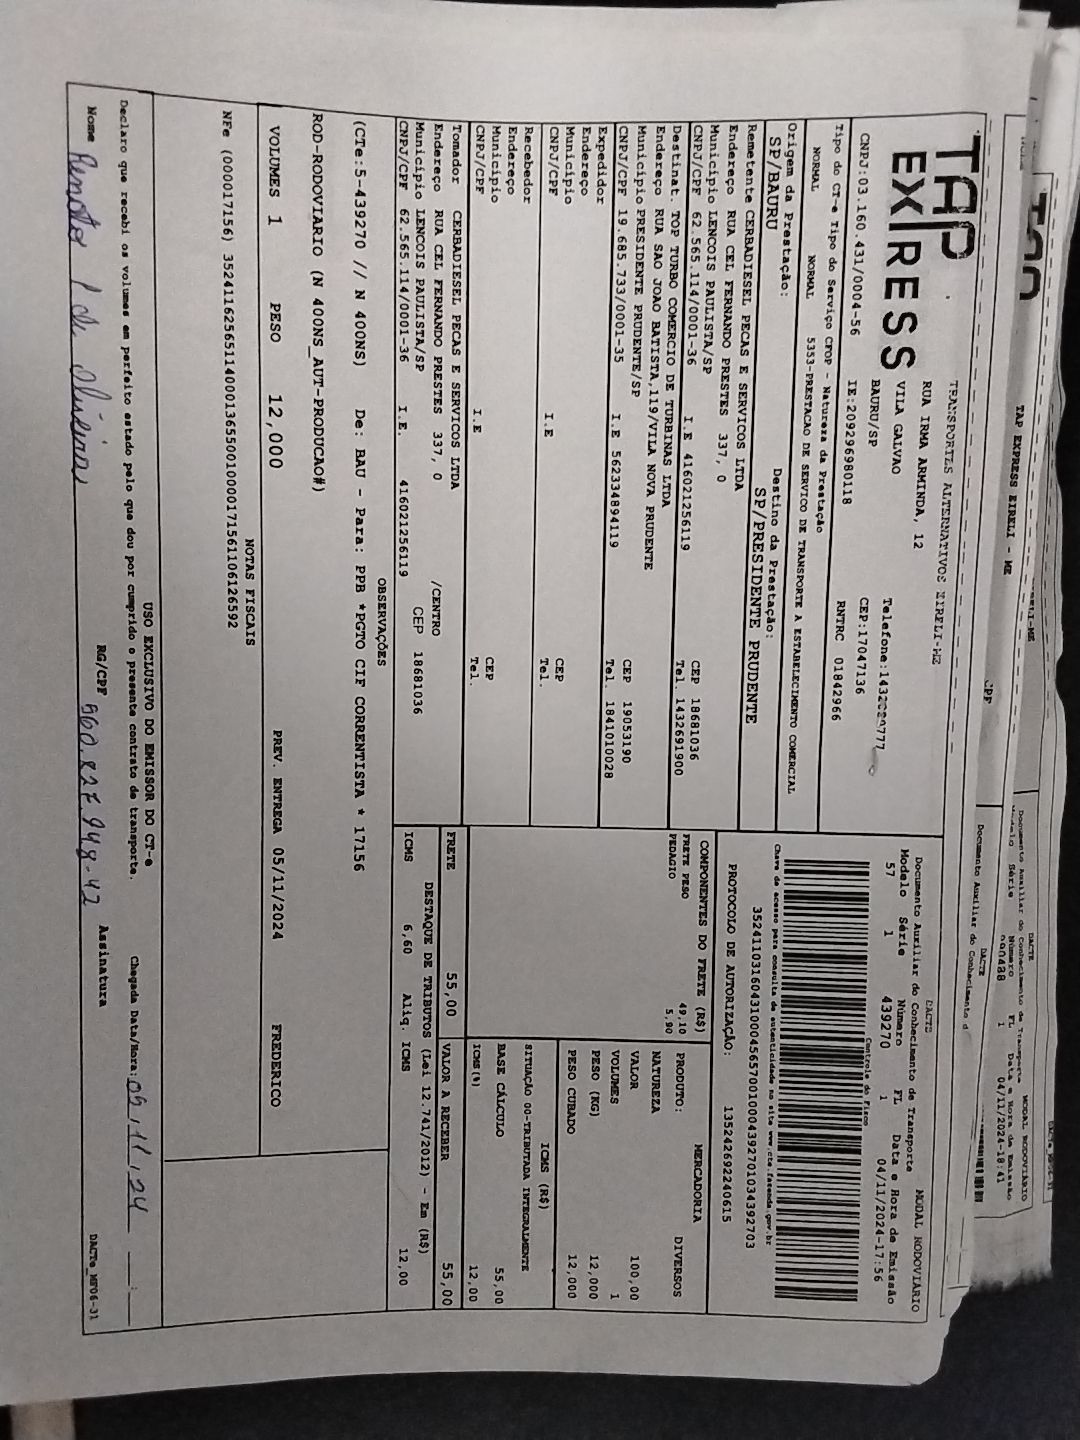 TAP
EXPRESS
TRANSPORTES ALTERNATIVOS EIRELI-ME
RUA IRMA ARMINDA, 12
VILA GALVAO
BAURU/SP
CEP:17047136
CNPJ:03.160.431/0004-56 IE:209296980118 RNTRC 01842966
Tipo do CT-e Tipo do Serviço CFOP - Natureza da Prestação
NORMAL NORMAL 5353-PRESTACAO DE SERVICO DE TRANSPORTE A ESTABELECIMENTO COMERCIAL
Origem da Prestação: Destino da Prestação:
SP/BAURU SP/PRESIDENTE PRUDENTE
Remetente CERBADIESEL PECAS E SERVICOS LTDA
Endereço RUA CEL FERNANDO PRESTES 337, 0
Município LENCOIS PAULISTA/SP CEP 18681036
CNPJ/CPF 62.565.114/0001-36 I.E 416021256119 Tel. 1432691900
Destinat. TOP TURBO COMERCIO DE TURBINAS LTDA
Endereço RUA SAO JOAO BATISTA,119/VILA NOVA PRUDENTE
Município PRESIDENTE PRUDENTE/SP CEP 19053190
CNPJ/CPF 19.685.733/0001-35 I.E 562334894119 Tel. 1841010028
Expedidor
Endereço
Município CEP
CNPJ/CPF I.E Tel.
Recebedor
Endereço
Município CEP
CNPJ/CPF I.E Tel.
Tomador CERBADIESEL PECAS E SERVICOS LTDA
Endereço RUA CEL FERNANDO PRESTES 337, 0 /CENTRO
Município LENCOIS PAULISTA/SP CEP 18681036
CNPJ/CPF 62.565.114/0001-36 I.E. 416021256119
DACTE MODAL RODOVIÁRIO
Documento Auxiliar do Conhecimento de Transporte
Modelo Série Número FL Data e Hora de Emissão
57 1 439270 1 04/11/2024-17:56
Controle do Fisco
Chave de acesso para consulta de autenticidade no site www.cte.fazenda.gov.br
35241103160431000456570010004392701034392703
PROTOCOLO DE AUTORIZAÇÃO: 135242692240615
COMPONENTES DO FRETE (R$)
FRETE PESO 49,10
PEDAGIO 5,90
MERCADORIA
PRODUTO: DIVERSOS
NATUREZA
VALOR 100,00
VOLUMES 1
PESO (KG) 12,000
PESO CUBADO 12,000
ICMS (R$)
SITUAÇÃO 00-TRIBUTADA INTEGRALMENTE
BASE CÁLCULO 55,00
ICMS(%) 12,00
FRETE 55,00 VALOR A RECEBER 55,00
DESTAQUE DE TRIBUTOS (Lei 12.741/2012) - Em (R$)
ICMS 6,60 Aliq. ICMS 12,00
OBSERVAÇÕES
(CTe:5-439270 // N 400NS) De: BAU - Para: PPB *PGTO CIF CORRENTISTA * 17156
ROD-RODOVIARIO (N 400NS_AUT-PRODUCAO#)
VOLUMES 1 PESO 12,000 PREV. ENTREGA 05/11/2024 FREDERICO
NOTAS FISCAIS
NFe (000017156) 35241162565114000136550010000171561106126592
USO EXCLUSIVO DO EMISSOR DO CT-e
Declaro que recebi os volumes em perfeito estado pelo que dou por cumprido o presente contrato de transporte. Chegada Data/Hora: 05/11/24
Nome RG/CPF Assinatura
DACTe_MF06-31
TAP EXPRESS EIRELI - ME
04/11/2024-18:41